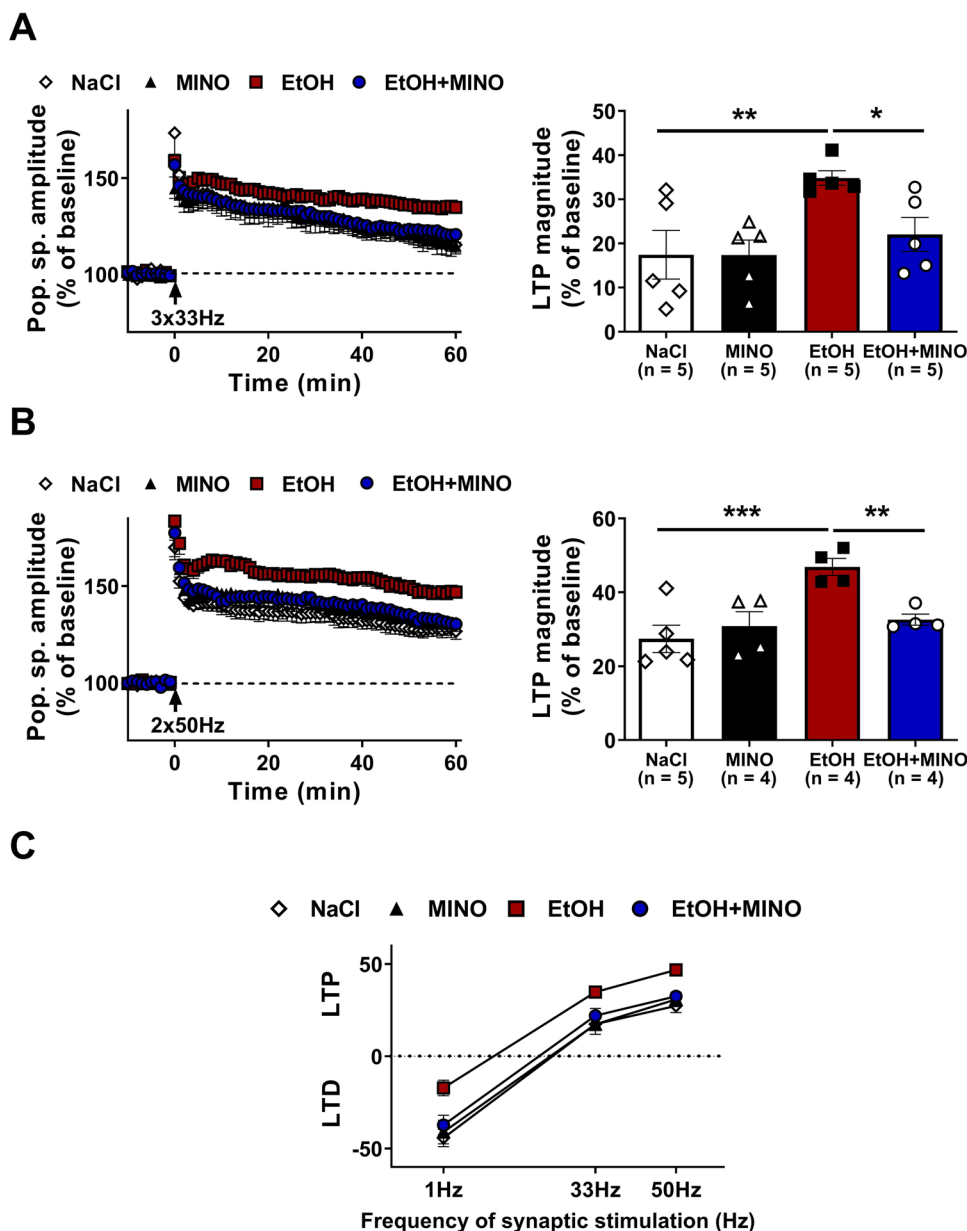 A
NaCl MINO EtOH EtOH+MINO
Pop. sp. amplitude
(% of baseline)
150
100
3x33Hz
0 20 40 60
Time (min)
** *
LTP magnitude
(% of baseline)
50
40
30
20
10
0
NaCl MINO EtOH EtOH+MINO
(n = 5) (n = 5) (n = 5) (n = 5)
B
NaCl MINO EtOH EtOH+MINO
Pop. sp. amplitude
(% of baseline)
150
100
2x50Hz
0 20 40 60
Time (min)
*** **
LTP magnitude
(% of baseline)
60
40
20
0
NaCl MINO EtOH EtOH+MINO
(n = 5) (n = 4) (n = 4) (n = 4)
C
NaCl MINO EtOH EtOH+MINO
LTP
LTD
50
0
-50
1Hz 33Hz 50Hz
Frequency of synaptic stimulation (Hz)